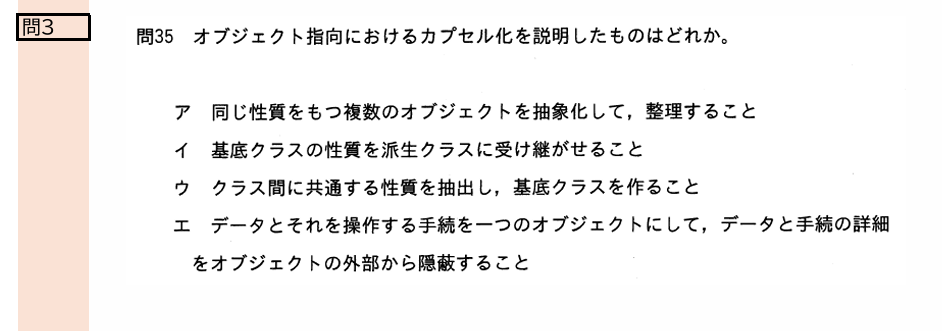 問3
問35 オブジェクト指向におけるカプセル化を説明したものはどれか。
ア 同じ性質をもつ複数のオブジェクトを抽象化して，整理すること
イ 基底クラスの性質を派生クラスに受け継がせること
ウ クラス間に共通する性質を抽出し，基底クラスを作ること
エ データとそれを操作する手続を一つのオブジェクトにして，データと手続の詳細
をオブジェクトの外部から隠蔽すること